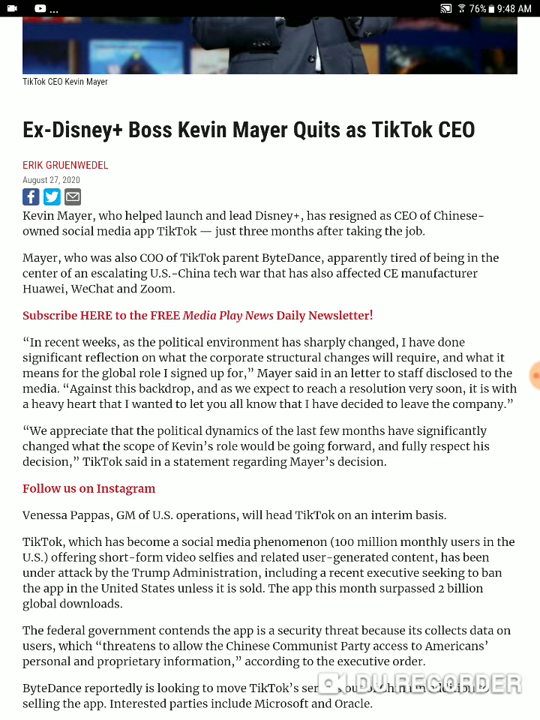 ... 76% 9:48 AM
TikTok CEO Kevin Mayer
Ex-Disney+ Boss Kevin Mayer Quits as TikTok CEO
ERIK GRUENWEDEL
August 27, 2020
Kevin Mayer, who helped launch and lead Disney+, has resigned as CEO of Chinese-
owned social media app TikTok — just three months after taking the job.
Mayer, who was also COO of TikTok parent ByteDance, apparently tired of being in the
center of an escalating U.S.-China tech war that has also affected CE manufacturer
Huawei, WeChat and Zoom.
Subscribe HERE to the FREE Media Play News Daily Newsletter!
“In recent weeks, as the political environment has sharply changed, I have done
significant reflection on what the corporate structural changes will require, and what it
means for the global role I signed up for,” Mayer said in an letter to staff disclosed to the
media. “Against this backdrop, and as we expect to reach a resolution very soon, it is with
a heavy heart that I wanted to let you all know that I have decided to leave the company.”
“We appreciate that the political dynamics of the last few months have significantly
changed what the scope of Kevin’s role would be going forward, and fully respect his
decision,” TikTok said in a statement regarding Mayer’s decision.
Follow us on Instagram
Venessa Pappas, GM of U.S. operations, will head TikTok on an interim basis.
TikTok, which has become a social media phenomenon (100 million monthly users in the
U.S.) offering short-form video selfies and related user-generated content, has been
under attack by the Trump Administration, including a recent executive seeking to ban
the app in the United States unless it is sold. The app this month surpassed 2 billion
global downloads.
The federal government contends the app is a security threat because its collects data on
users, which “threatens to allow the Chinese Communist Party access to Americans’
personal and proprietary information,” according to the executive order.
ByteDance reportedly is looking to move TikTok’s out of
selling the app. Interested parties include Microsoft and Oracle.
DU RECORDER